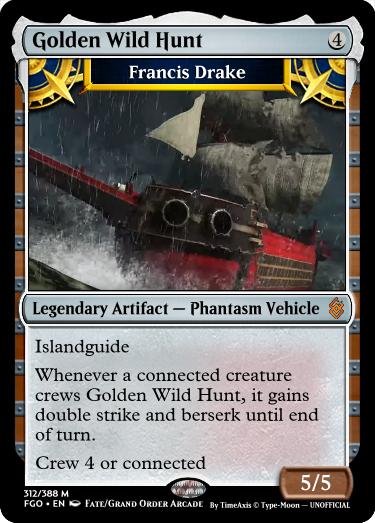 Golden Wild Hunt 4
Francis Drake
Legendary Artifact — Phantasm Vehicle
Islandguide
Whenever a connected creature
crews Golden Wild Hunt, it gains
double strike and berserk until end
of turn.
Crew 4 or connected
5/5
312/388 M
FGO • EN Fate/Grand Order Arcade By TimeAxis © Type-Moon — UNOFFICIAL